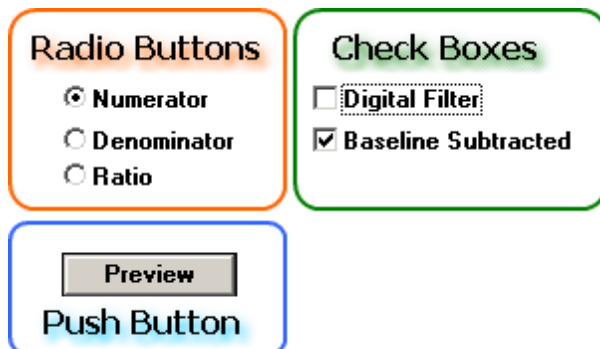 Radio Buttons
Numerator
Denominator
Ratio
Check Boxes
Digital Filter
Baseline Subtracted
Preview
Push Button